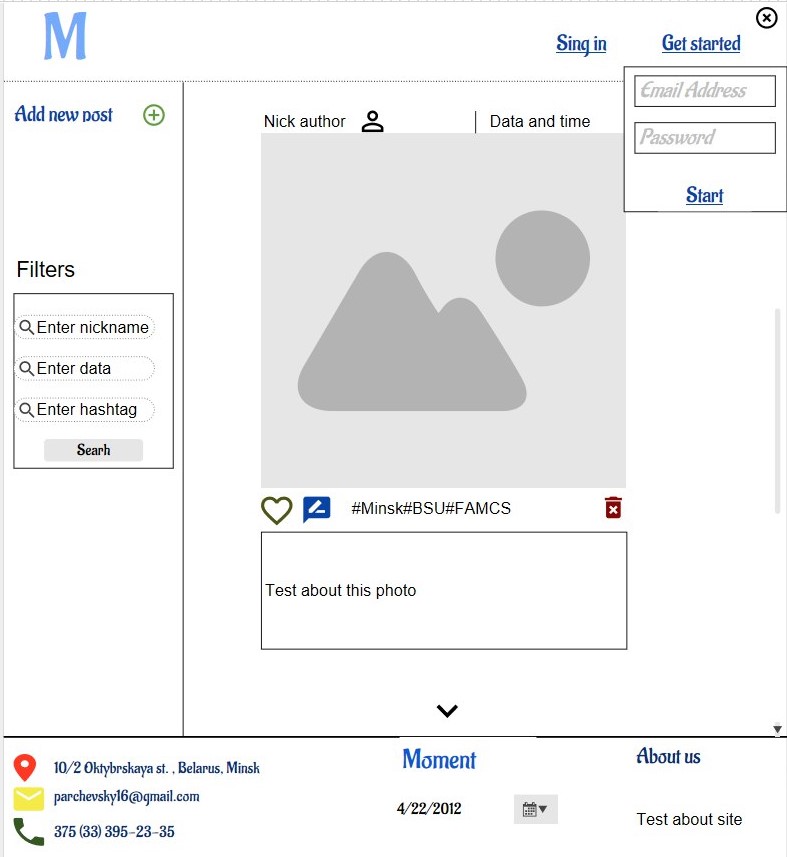 M
Sing in
Get started
Email Address
Password
Start
Add new post
Nick author
Data and time
Filters
Enter nickname
Enter data
Enter hashtag
Searh
#Minsk#BSU#FAMCS
Test about this photo
10/2 Oktybrskaya st. , Belarus, Minsk
parchevsky16@gmail.com
375 (33) 395-23-35
Moment
4/22/2012
About us
Test about site